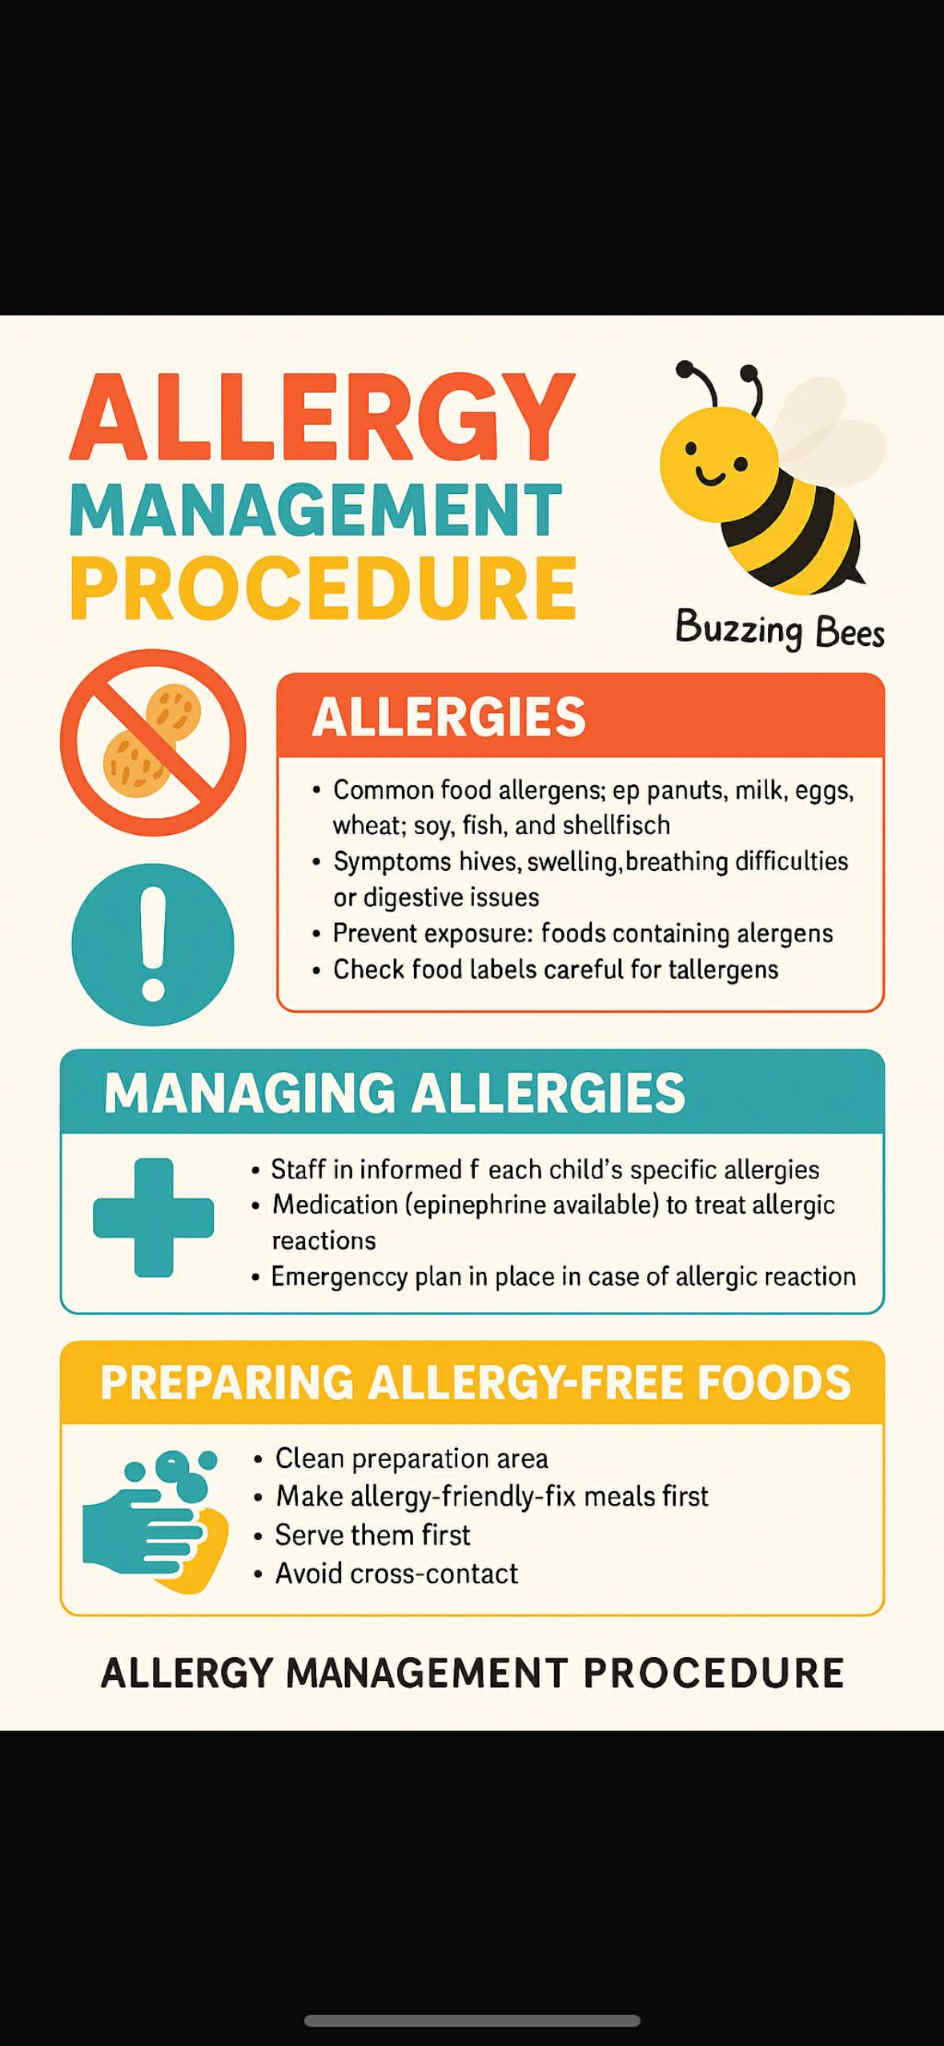 ALLERGY
MANAGEMENT
PROCEDURE
Buzzing Bees
ALLERGIES
• Common food allergens; ep panuts, milk, eggs,
wheat; soy, fish, and shellfisch
• Symptoms hives, swelling, breathing difficulties
or digestive issues
• Prevent exposure: foods containing alergens
• Check food labels careful for tallergens
MANAGING ALLERGIES
• Staff in informed f each child's specific allergies
• Medication (epinephrine available) to treat allergic
reactions
• Emergenccy plan in place in case of allergic reaction
PREPARING ALLERGY-FREE FOODS
• Clean preparation area
• Make allergy-friendly-fix meals first
• Serve them first
• Avoid cross-contact
ALLERGY MANAGEMENT PROCEDURE